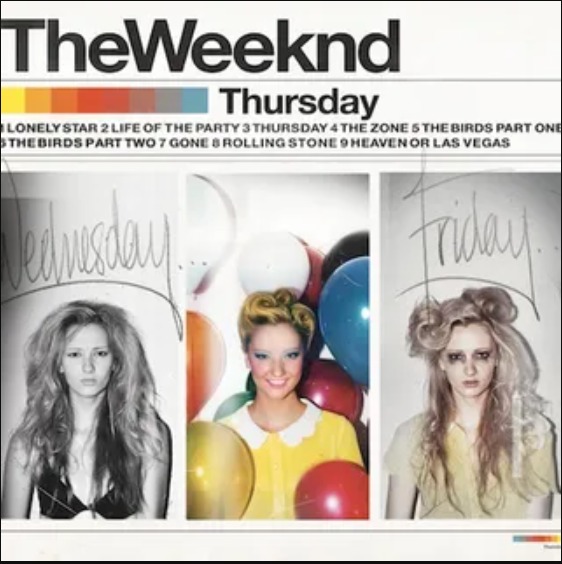 TheWeeknd
Thursday
1 LONELY STAR 2 LIFE OF THE PARTY 3 THURSDAY 4 THE ZONE 5 THE BIRDS PART ONE
6 THE BIRDS PART TWO 7 GONE 8 ROLLING STONE 9 HEAVEN OR LAS VEGAS
Wednesday...
Friday...